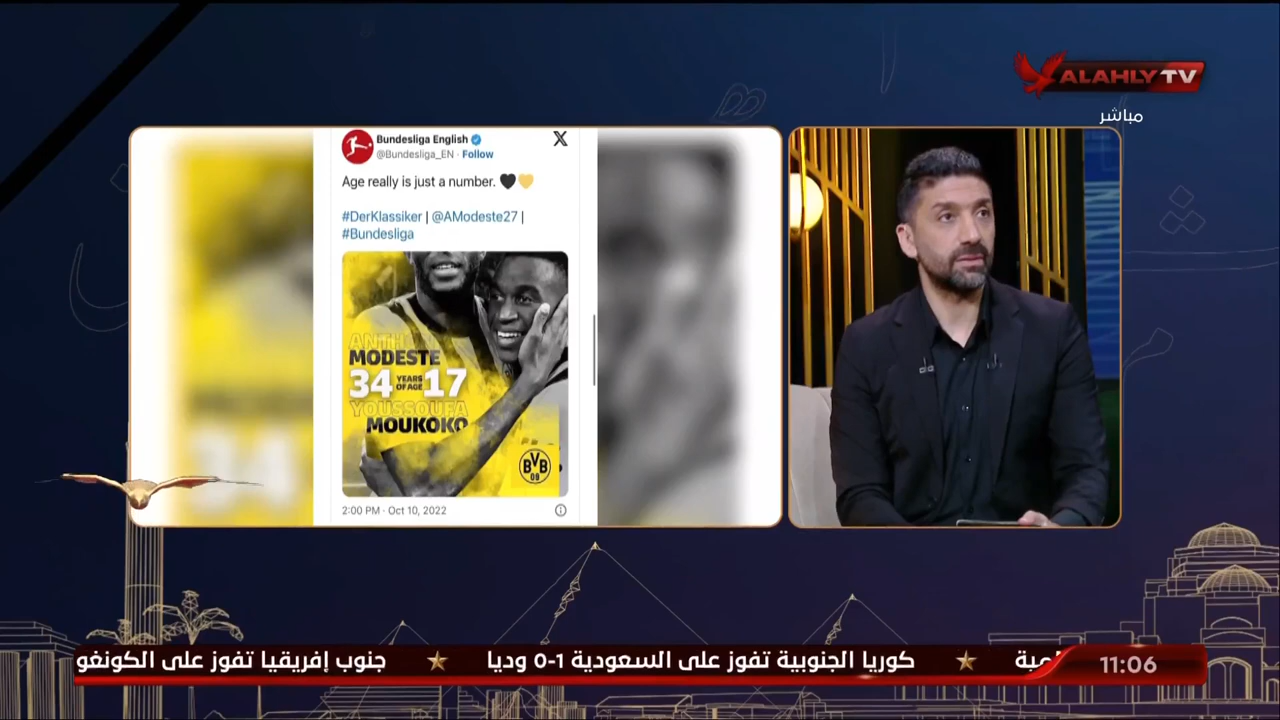 ALAHLY TV
مباشر
Bundesliga English
@Bundesliga_EN · Follow
Age really is just a number. 🖤💛
#DerKlassiker | @AModeste27 |
#Bundesliga
MODESTE
34 YEARS OF AGE 17
YOUSSOUFA
MOUKOKO
BVB
09
2:00 PM · Oct 10, 2022
كوريا الجنوبية تفوز على السعودية 1-0 وديا ★ جنوب إفريقيا تفوز على الكونغو
11:06